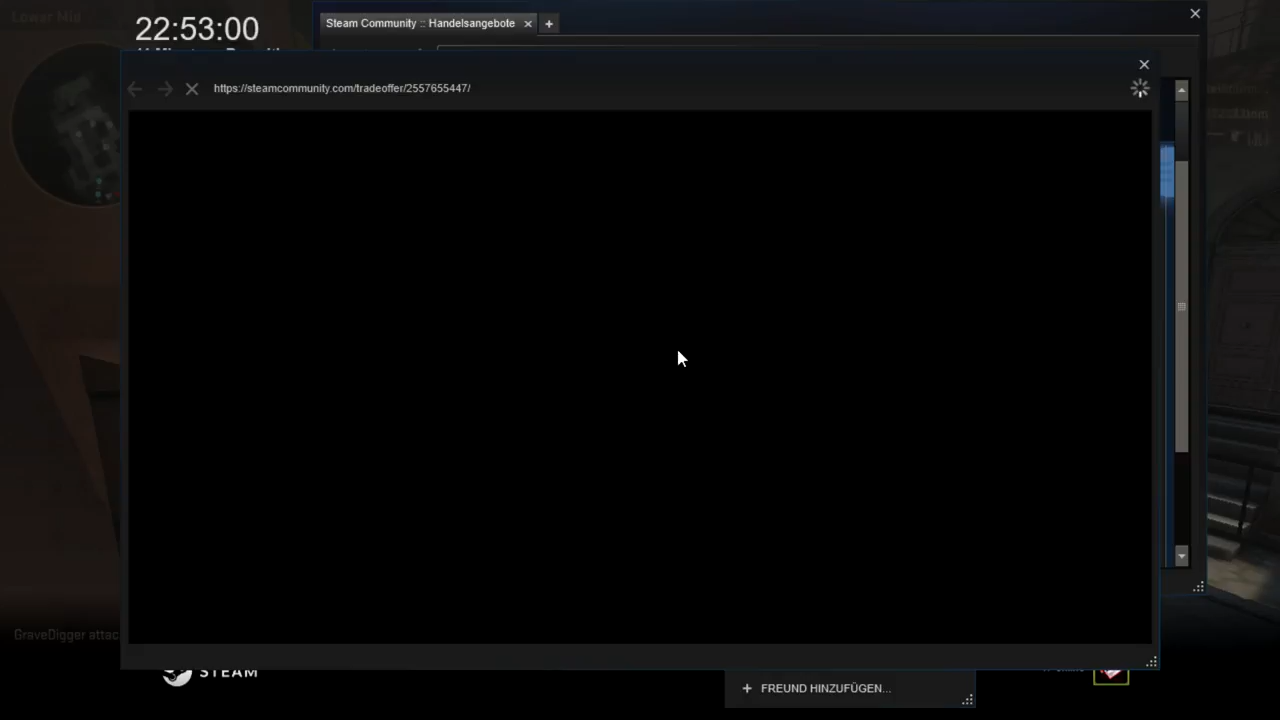 Lower Mid
22:53:00
Steam Community :: Handelsangebote
https://steamcommunity.com/tradeoffer/2557655447/
GraveDigger attac
STEAM
+ FREUND HINZUFÜGEN...